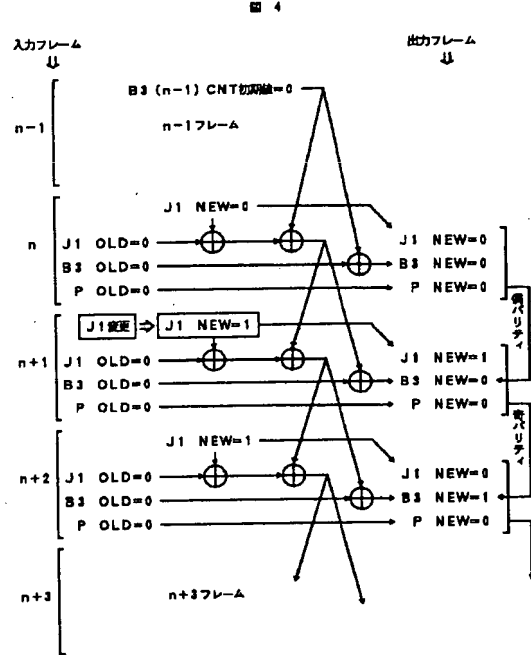 図 4
入力フレーム
出力フレーム
B3 (n-1) CNT初期値=0
n-1
n-1フレーム
J1 NEW=0
n
J1 OLD=0
J1 NEW=0
B3 OLD=0
B3 NEW=0
P OLD=0
P NEW=0
偶パリティ
J1変更
J1 NEW=1
n+1
J1 OLD=0
J1 NEW=1
B3 OLD=0
B3 NEW=0
P OLD=0
P NEW=0
奇パリティ
J1 NEW=1
n+2
J1 OLD=0
J1 NEW=0
B3 OLD=0
B3 NEW=1
P OLD=0
P NEW=0
n+3
n+3フレーム